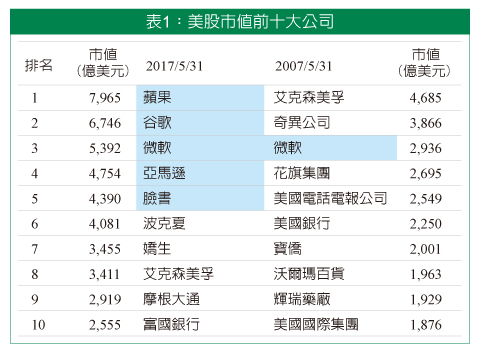 表1：美股市值前十大公司
排名 市值(億美元) 2017/5/31 2007/5/31 市值(億美元)
1 7,965 蘋果 艾克森美孚 4,685
2 6,746 谷歌 奇異公司 3,866
3 5,392 微軟 微軟 2,936
4 4,754 亞馬遜 花旗集團 2,695
5 4,390 臉書 美國電話電報公司 2,549
6 4,081 波克夏 美國銀行 2,250
7 3,455 嬌生 寶僑 2,001
8 3,411 艾克森美孚 沃爾瑪百貨 1,963
9 2,919 摩根大通 輝瑞藥廠 1,929
10 2,555 富國銀行 美國國際集團 1,876